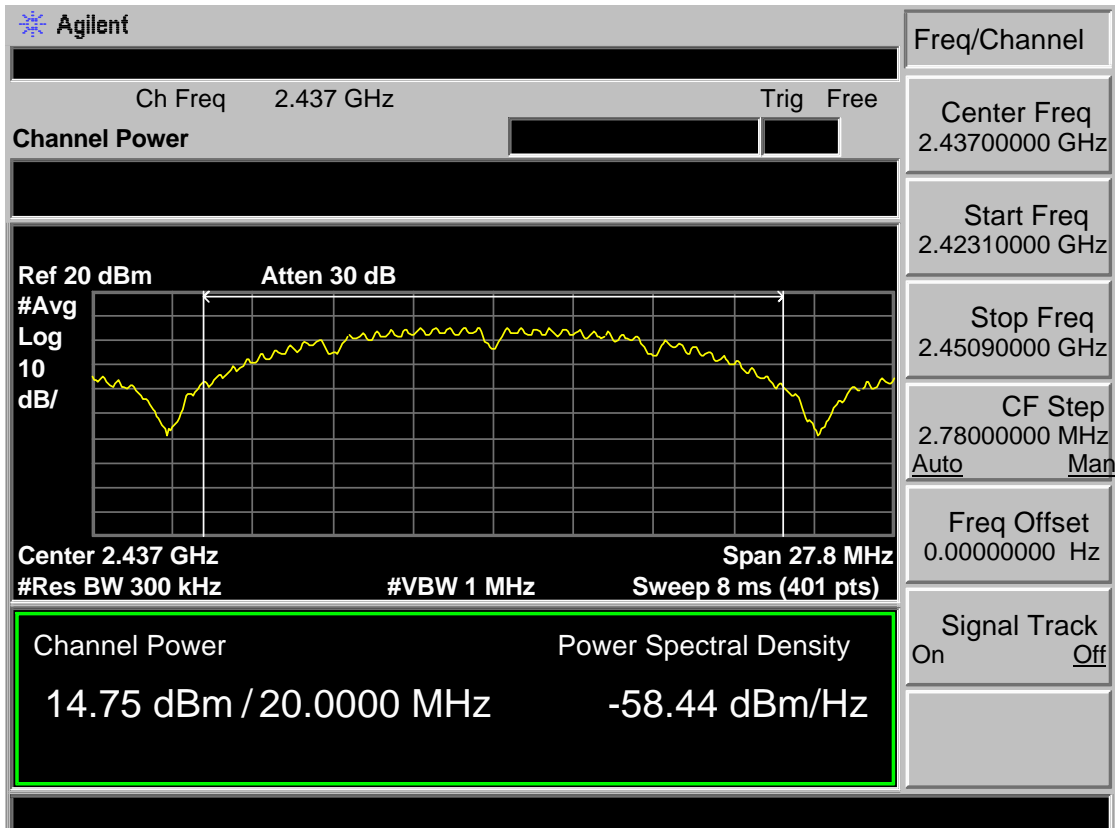 Agilent
Freq/Channel
Ch Freq 2.437 GHz Trig Free
Channel Power
Center Freq
2.43700000 GHz
Start Freq
2.42310000 GHz
Stop Freq
2.45090000 GHz
CF Step
2.78000000 MHz
Auto Man
Freq Offset
0.00000000 Hz
Signal Track
On Off
Ref 20 dBm Atten 30 dB
#Avg
Log
10
dB/
Center 2.437 GHz Span 27.8 MHz
#Res BW 300 kHz #VBW 1 MHz Sweep 8 ms (401 pts)
Channel Power Power Spectral Density
14.75 dBm / 20.0000 MHz -58.44 dBm/Hz